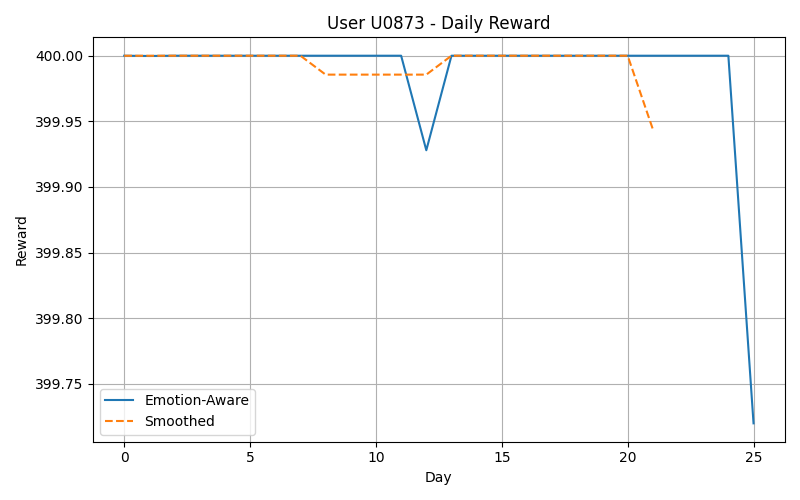 User U0873 - Daily Reward
400.00
399.95
399.90
399.85
399.80
399.75
Reward
Emotion-Aware
Smoothed
0 5 10 15 20 25
Day